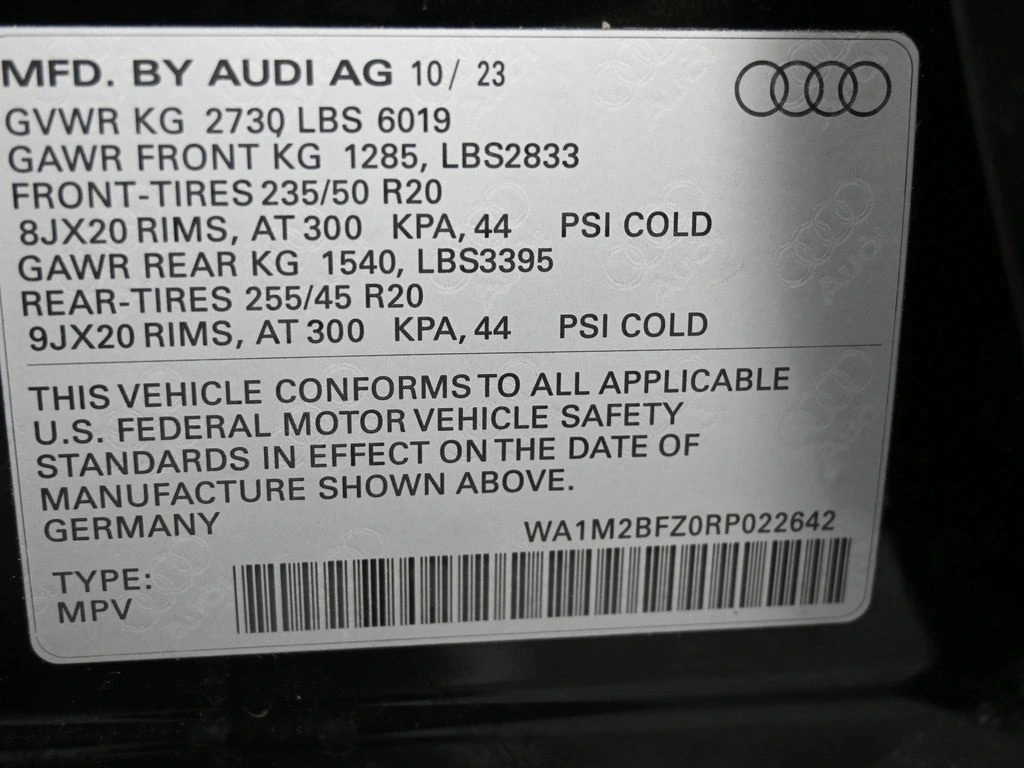 MFD. BY AUDI AG 10/ 23
GVWR KG 2730 LBS 6019
GAWR FRONT KG 1285, LBS2833
FRONT-TIRES 235/50 R20
8JX20 RIMS, AT 300 KPA, 44 PSI COLD
GAWR REAR KG 1540, LBS3395
REAR-TIRES 255/45 R20
9JX20 RIMS, AT 300 KPA, 44 PSI COLD
THIS VEHICLE CONFORMS TO ALL APPLICABLE
U.S. FEDERAL MOTOR VEHICLE SAFETY
STANDARDS IN EFFECT ON THE DATE OF
MANUFACTURE SHOWN ABOVE.
GERMANY
WA1M2BFZ0RP022642
TYPE:
MPV